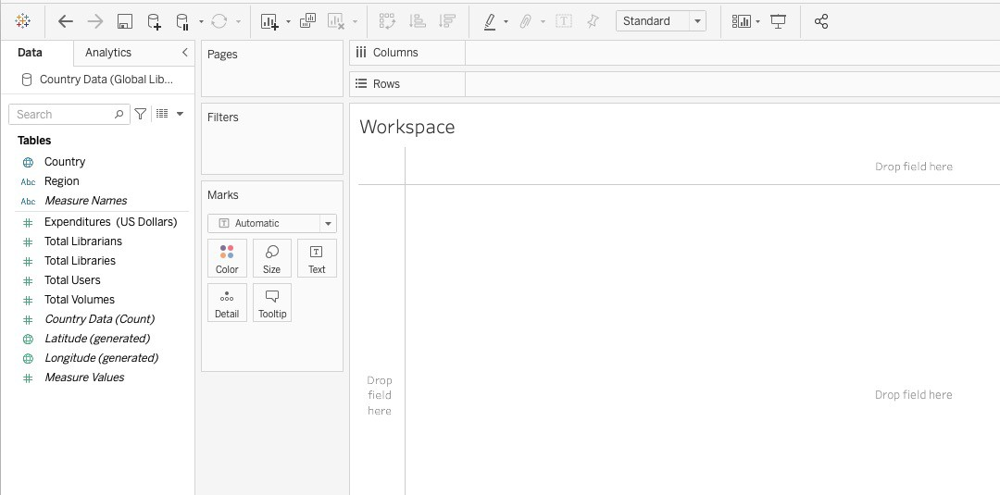 Standard
Data
Analytics
Country Data (Global Lib...
Search
Tables
Country
Abc Region
Abc Measure Names
Expenditures (US Dollars)
Total Librarians
Total Libraries
Total Users
Total Volumes
Country Data (Count)
Latitude (generated)
Longitude (generated)
Measure Values
Pages
Filters
Marks
T Automatic
T
Color Size Text
Detail Tooltip
Columns
Rows
Workspace
Drop field here
Drop
field
here
Drop field here